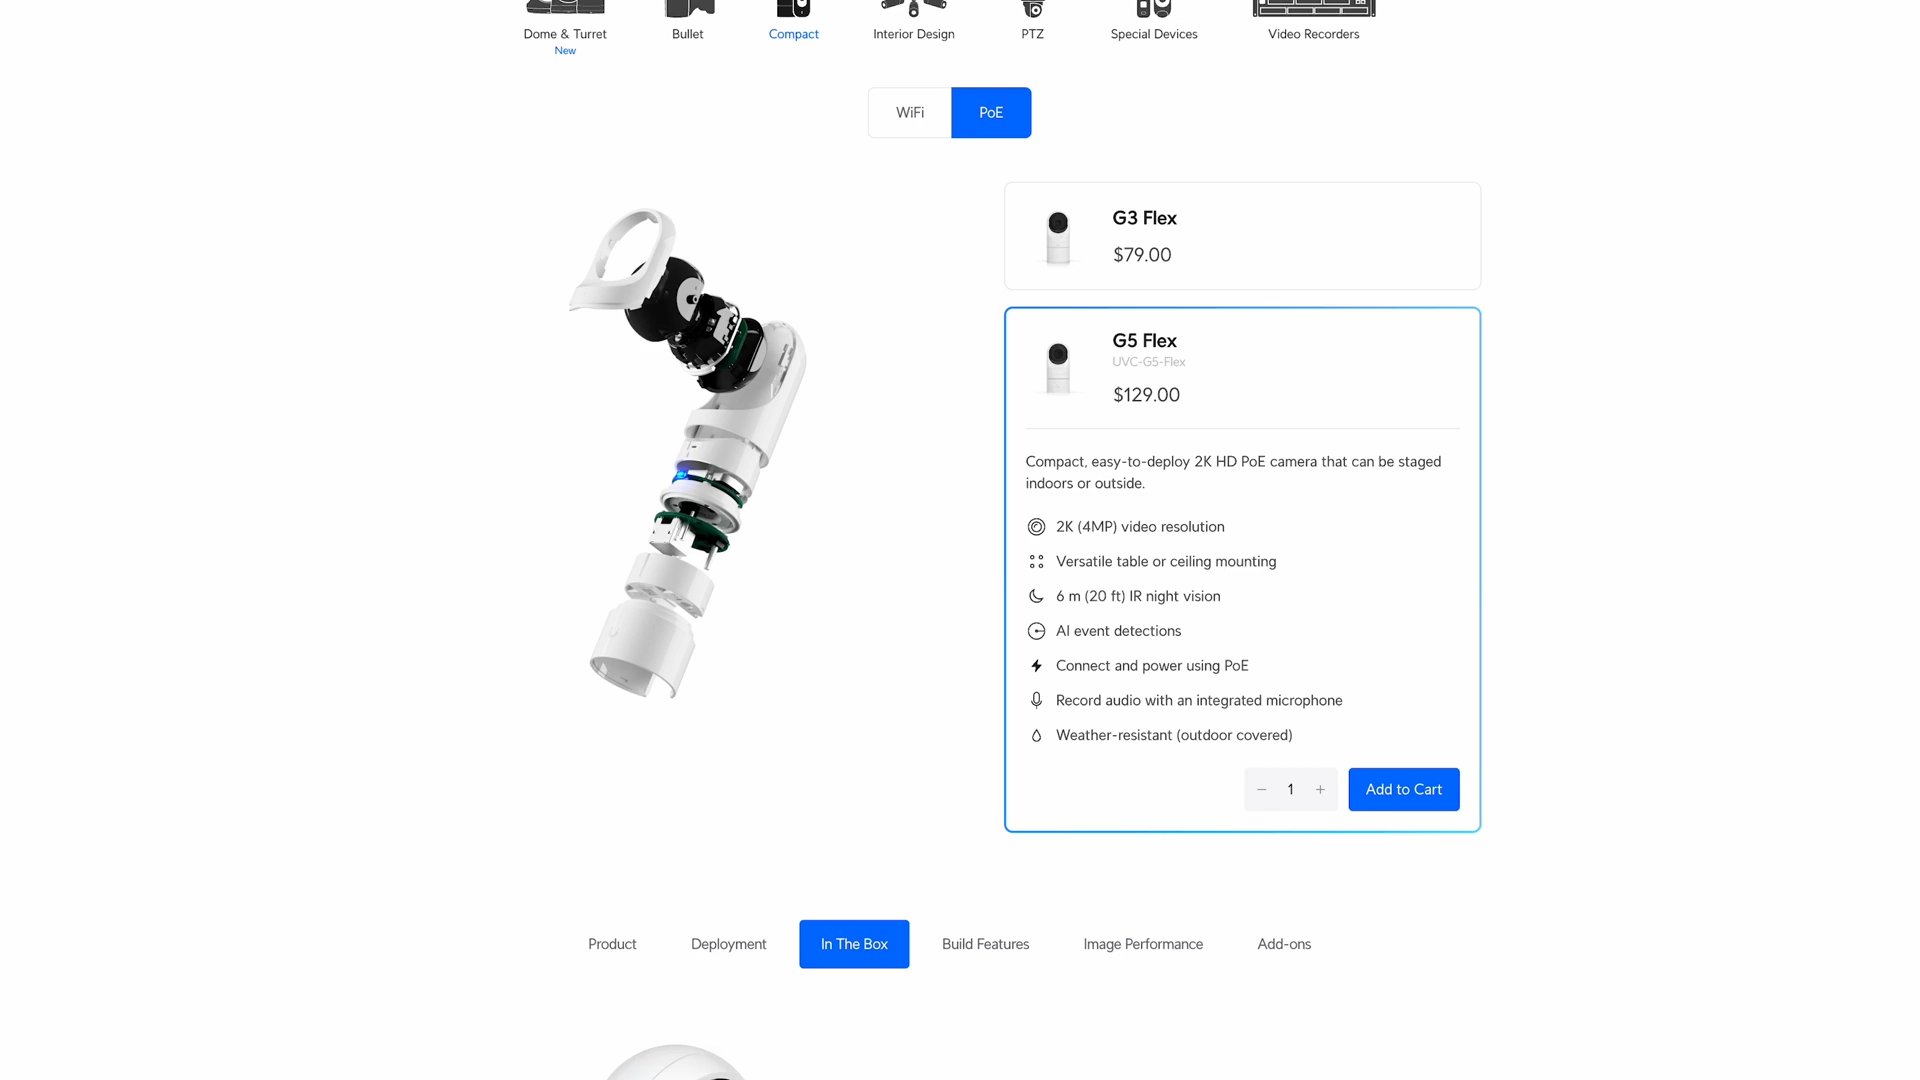 Dome & Turret
New
Bullet
Compact
Interior Design
PTZ
Special Devices
Video Recorders
WiFi
PoE
G3 Flex
$79.00
G5 Flex
UVC-G5-Flex
$129.00
Compact, easy-to-deploy 2K HD PoE camera that can be staged
indoors or outside.
2K (4MP) video resolution
Versatile table or ceiling mounting
6 m (20 ft) IR night vision
AI event detections
Connect and power using PoE
Record audio with an integrated microphone
Weather-resistant (outdoor covered)
− 1 +
Add to Cart
Product
Deployment
In The Box
Build Features
Image Performance
Add-ons